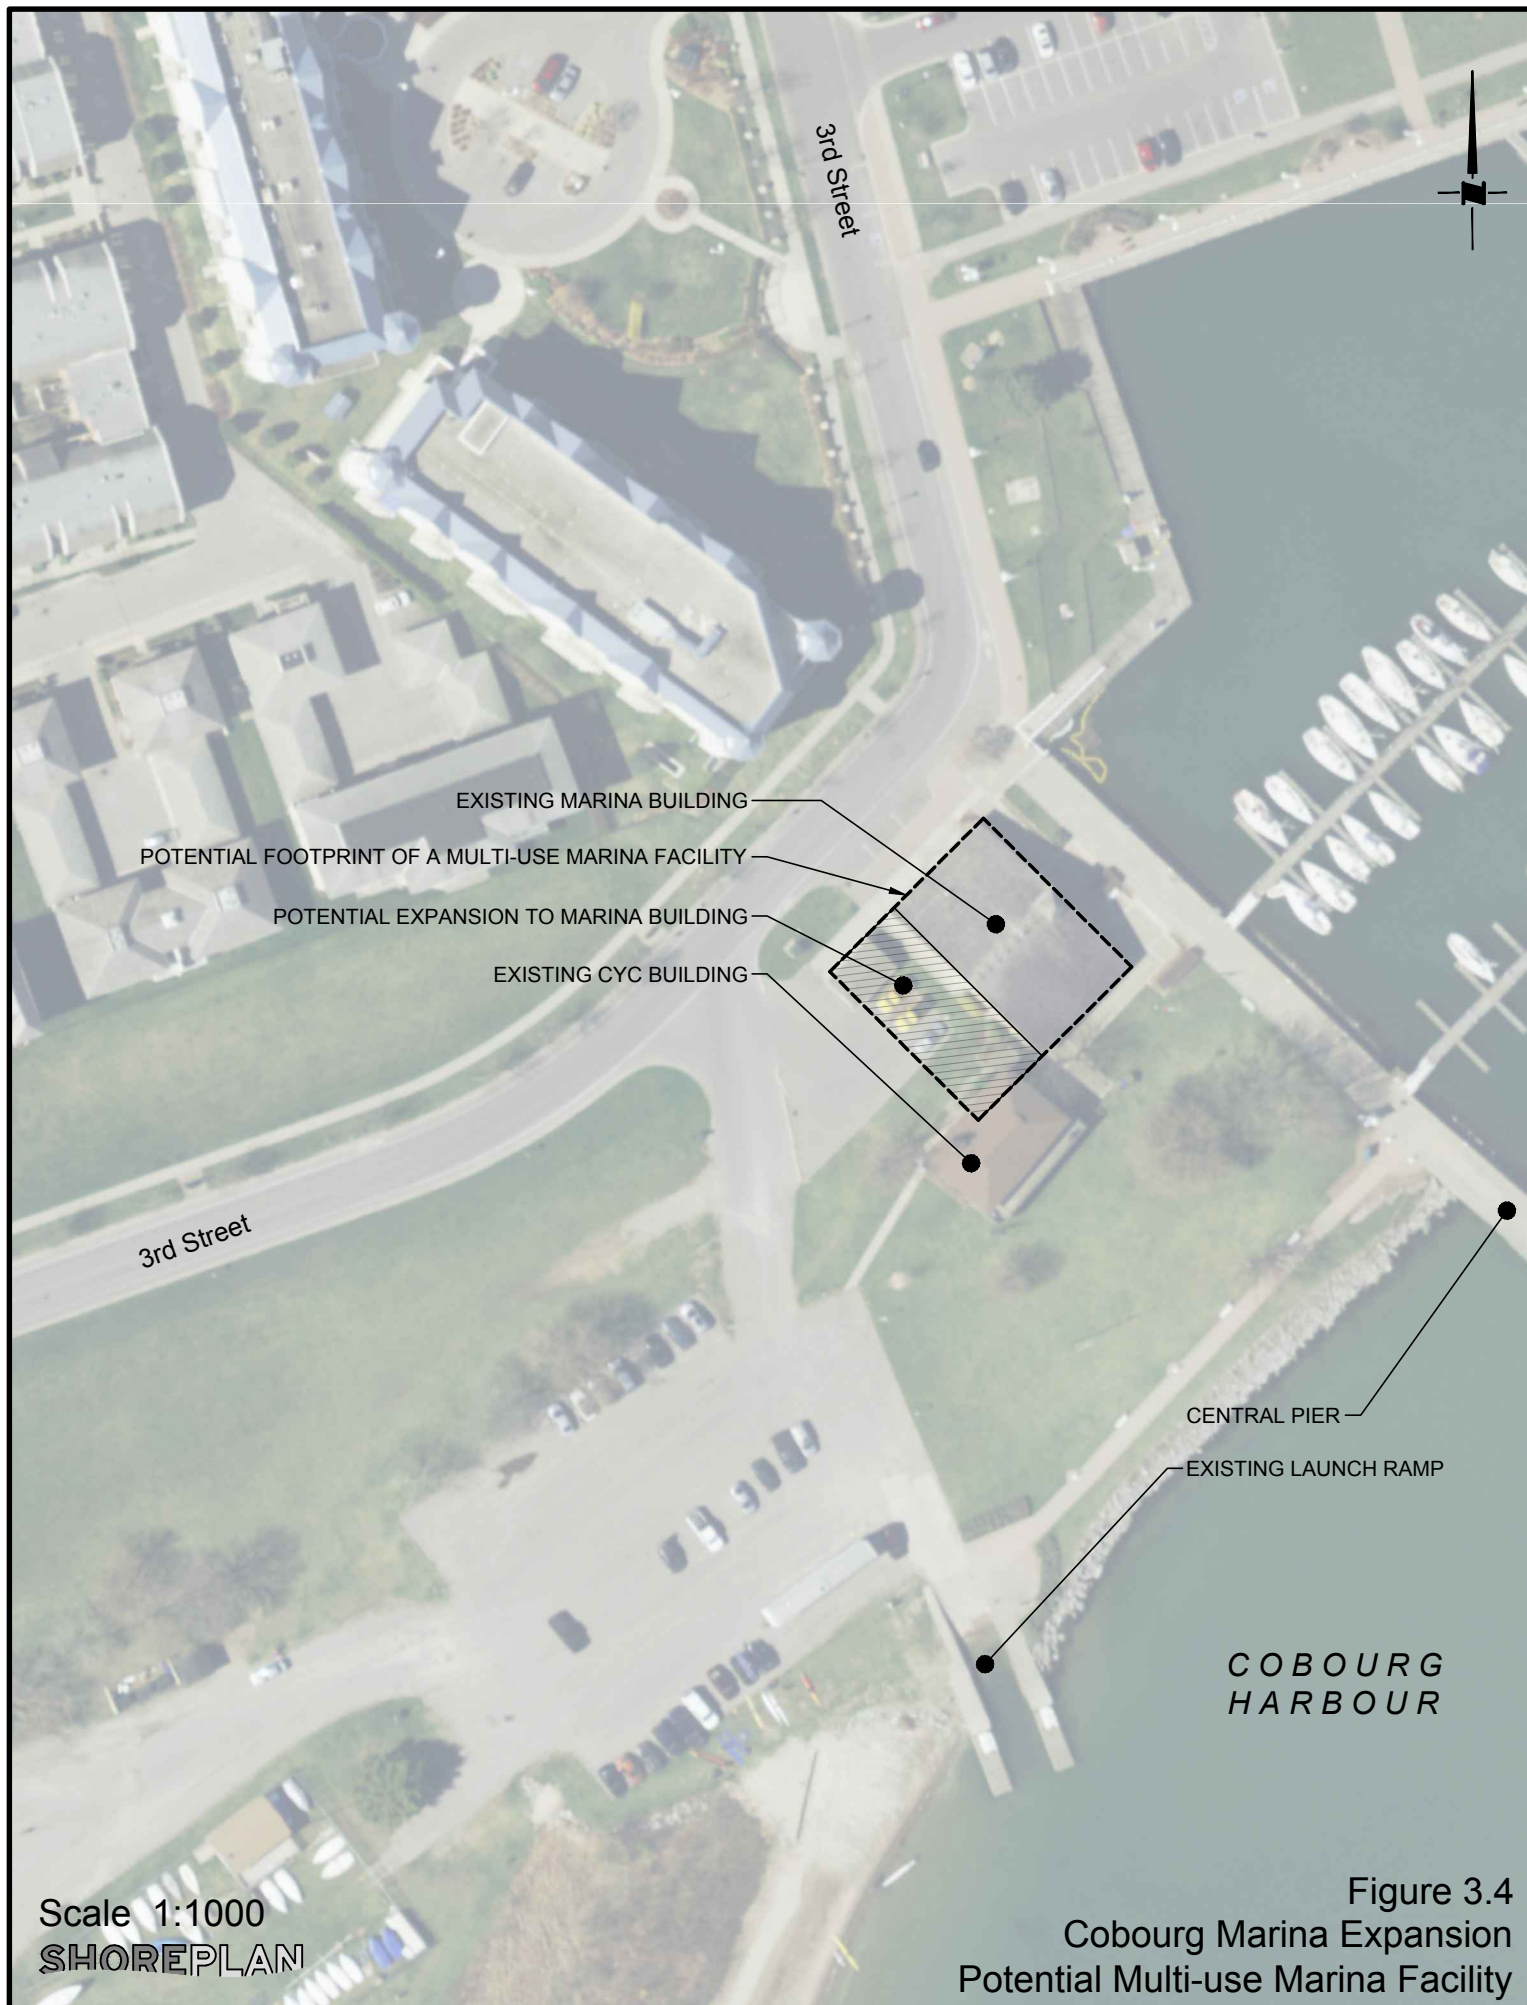 3rd Street
EXISTING MARINA BUILDING
POTENTIAL FOOTPRINT OF A MULTI-USE MARINA FACILITY
POTENTIAL EXPANSION TO MARINA BUILDING
EXISTING CYC BUILDING
3rd Street
CENTRAL PIER
EXISTING LAUNCH RAMP
COBOURG
HARBOUR
Scale 1:1000
SHOREPLAN
Figure 3.4
Cobourg Marina Expansion
Potential Multi-use Marina Facility